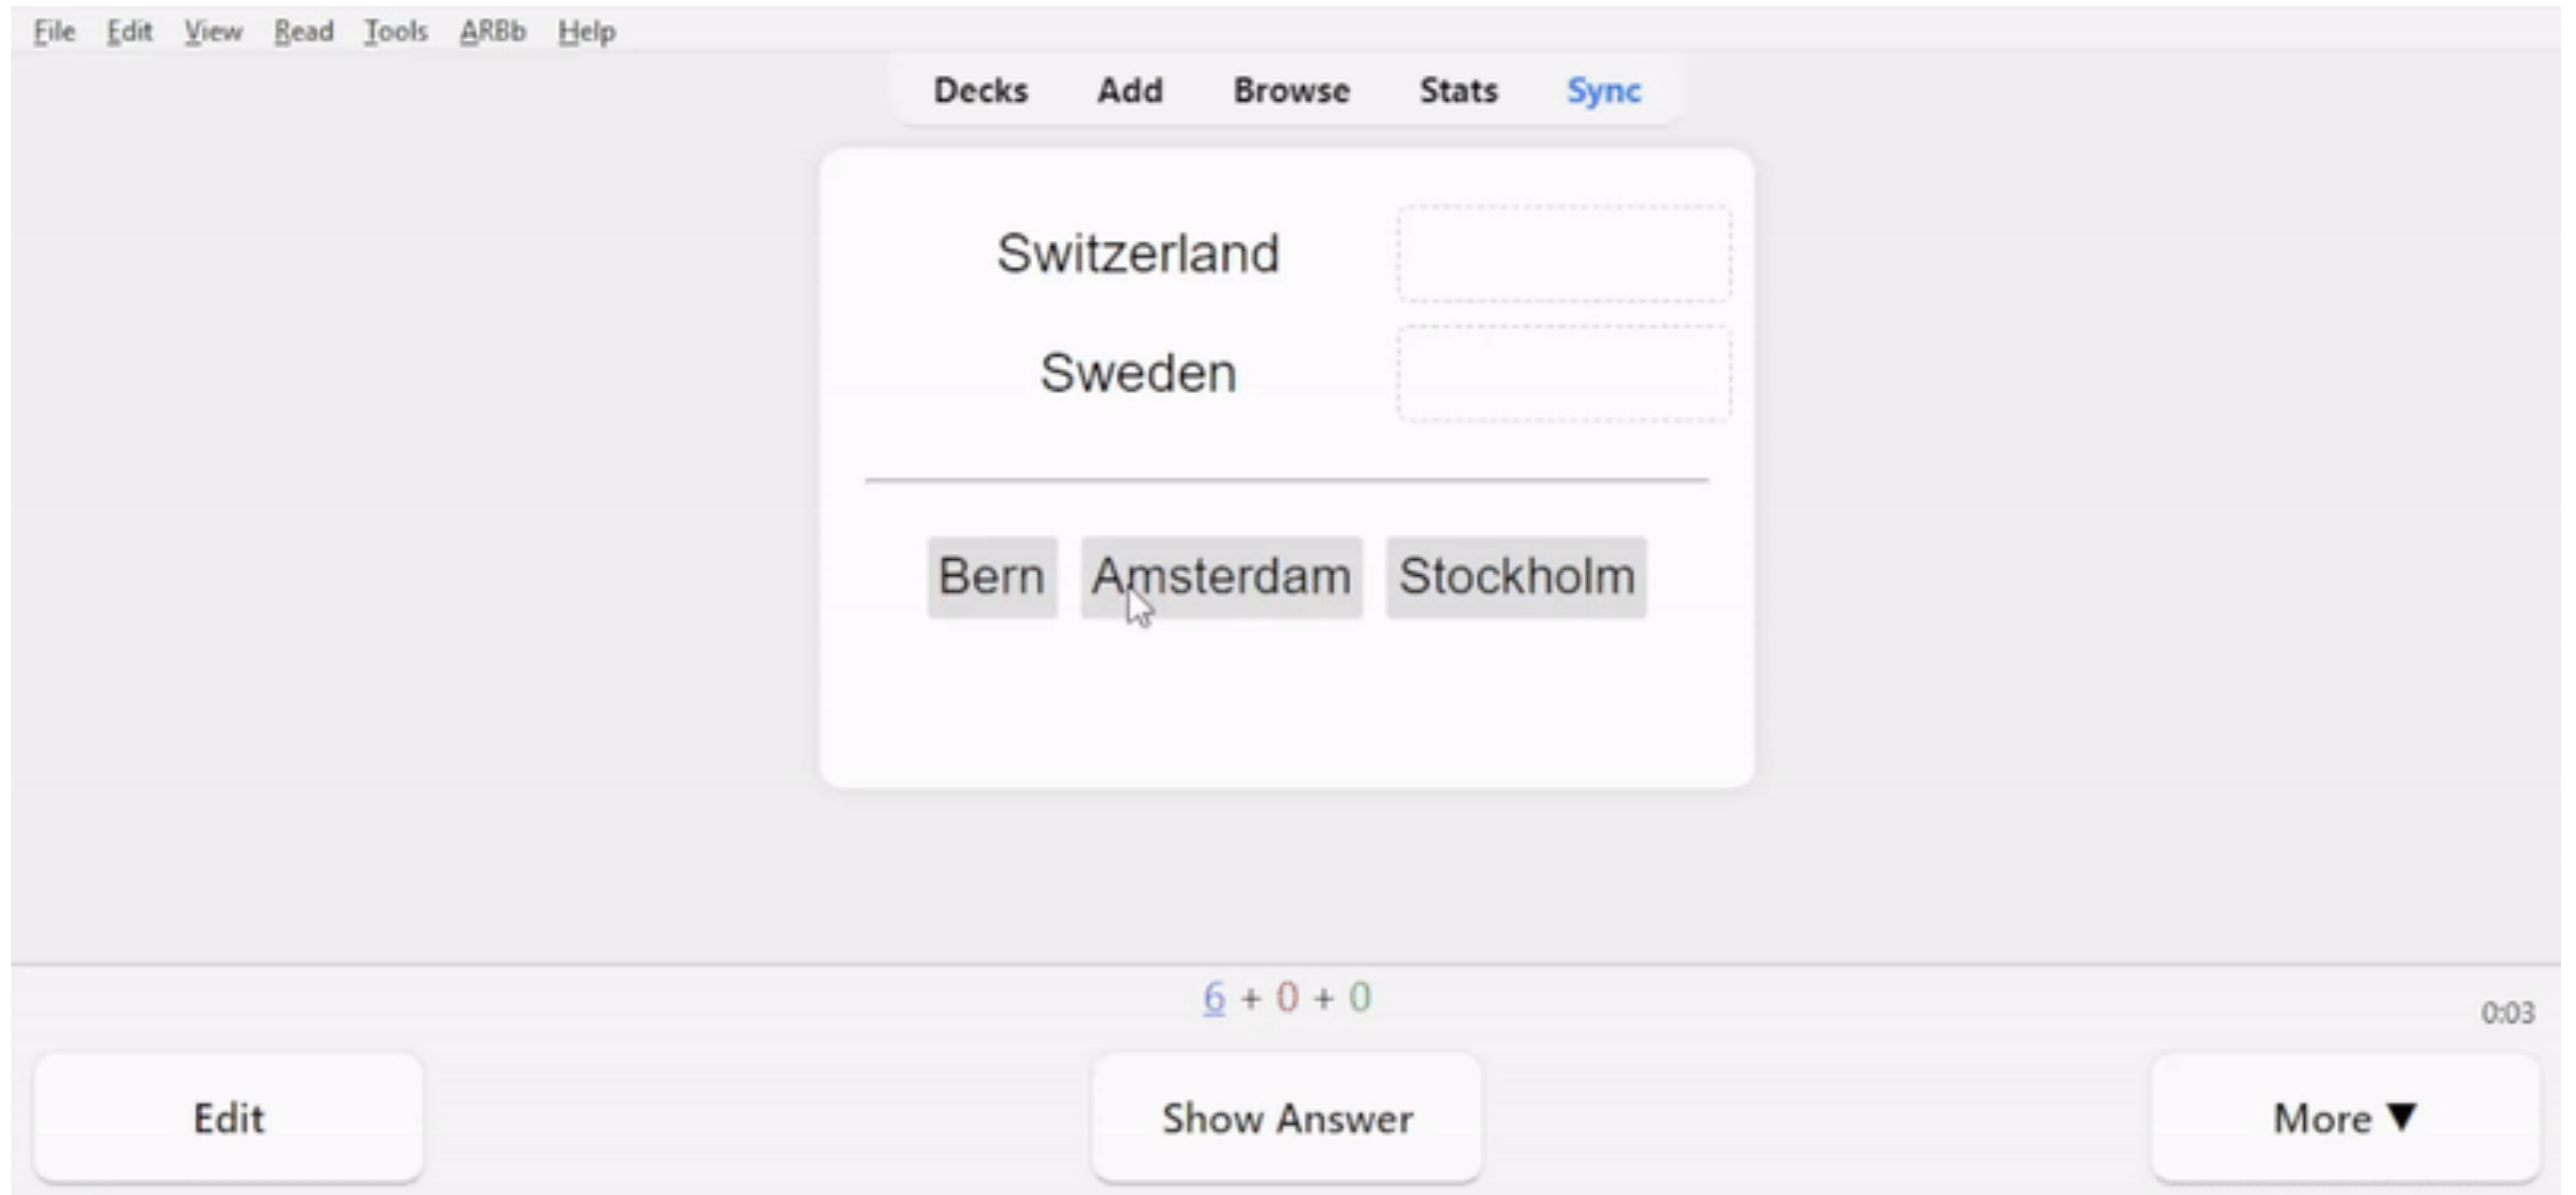 File Edit View Read Tools ARBb Help
Decks Add Browse Stats Sync
Switzerland
Sweden
Bern Amsterdam Stockholm
6 + 0 + 0
0:03
Edit Show Answer More ▼